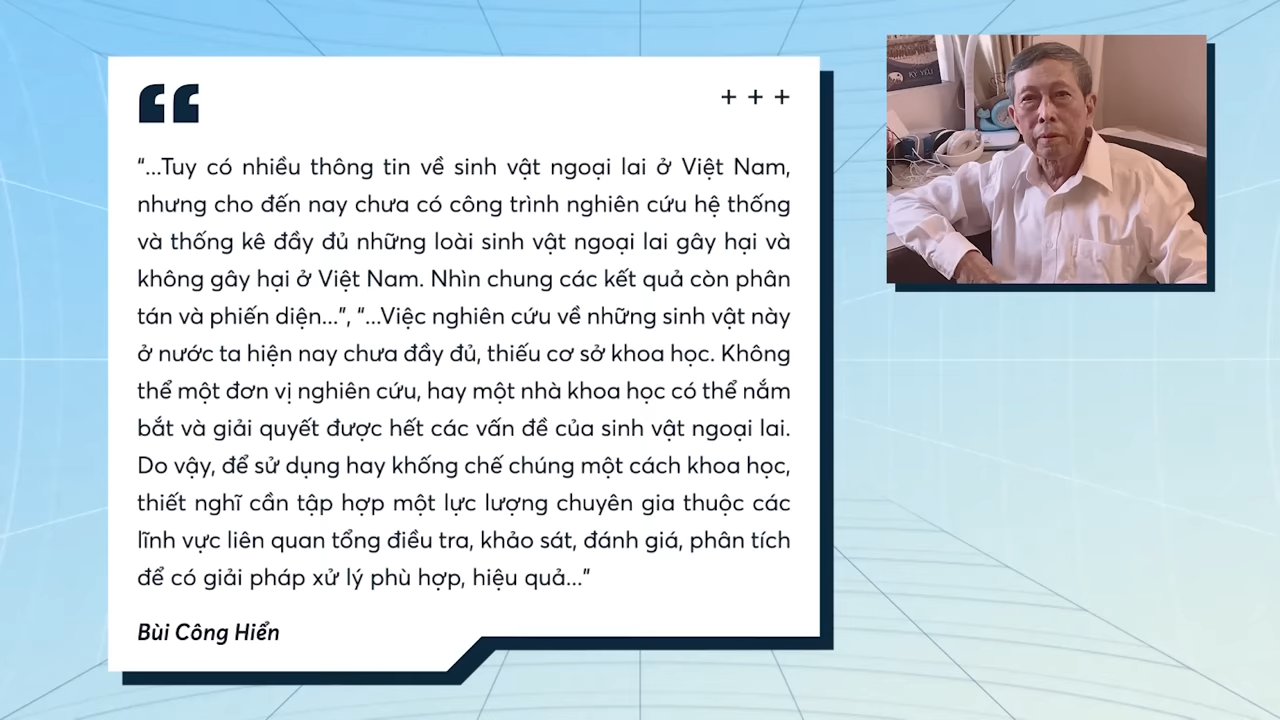 “...Tuy có nhiều thông tin về sinh vật ngoại lai ở Việt Nam,
nhưng cho đến nay chưa có công trình nghiên cứu hệ thống
và thống kê đầy đủ những loài sinh vật ngoại lai gây hại và
không gây hại ở Việt Nam. Nhìn chung các kết quả còn phân
tán và phiến diện...”, “...Việc nghiên cứu về những sinh vật này
ở nước ta hiện nay chưa đầy đủ, thiếu cơ sở khoa học. Không
thể một đơn vị nghiên cứu, hay một nhà khoa học có thể nắm
bắt và giải quyết được hết các vấn đề của sinh vật ngoại lai.
Do vậy, để sử dụng hay khống chế chúng một cách khoa học,
thiết nghĩ cần tập hợp một lực lượng chuyên gia thuộc các
lĩnh vực liên quan tổng điều tra, khảo sát, đánh giá, phân tích
để có giải pháp xử lý phù hợp, hiệu quả...”
Bùi Công Hiển
KỶ YẾU